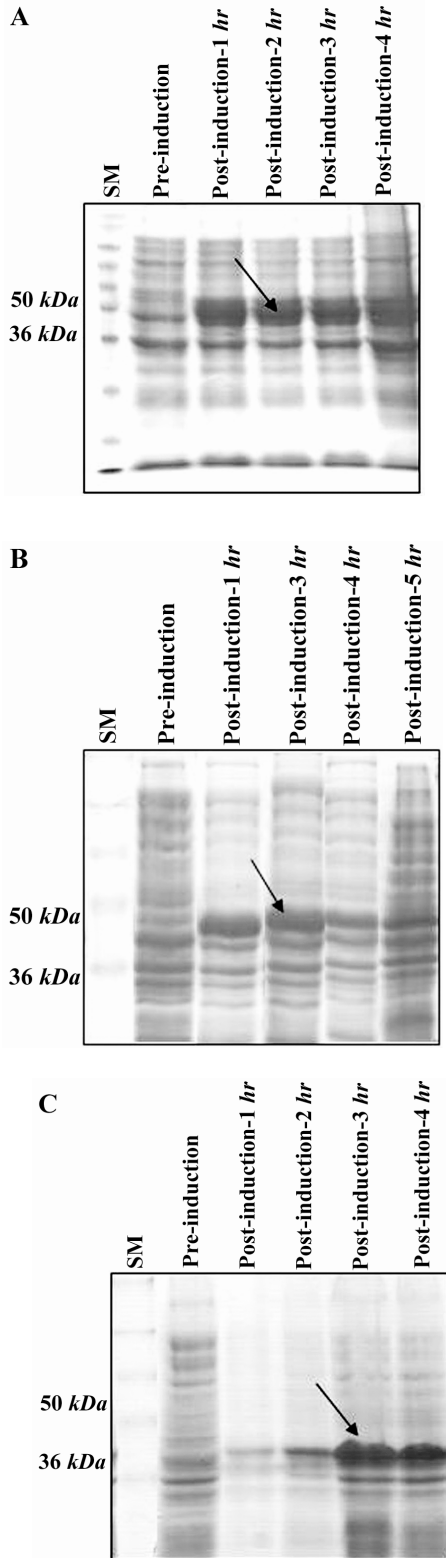 A
SM
Pre-induction
Post-induction-1 hr
Post-induction-2 hr
Post-induction-3 hr
Post-induction-4 hr
50 kDa
36 kDa
B
SM
Pre-induction
Post-induction-1 hr
Post-induction-3 hr
Post-induction-4 hr
Post-induction-5 hr
50 kDa
36 kDa
C
SM
Pre-induction
Post-induction-1 hr
Post-induction-2 hr
Post-induction-3 hr
Post-induction-4 hr
50 kDa
36 kDa